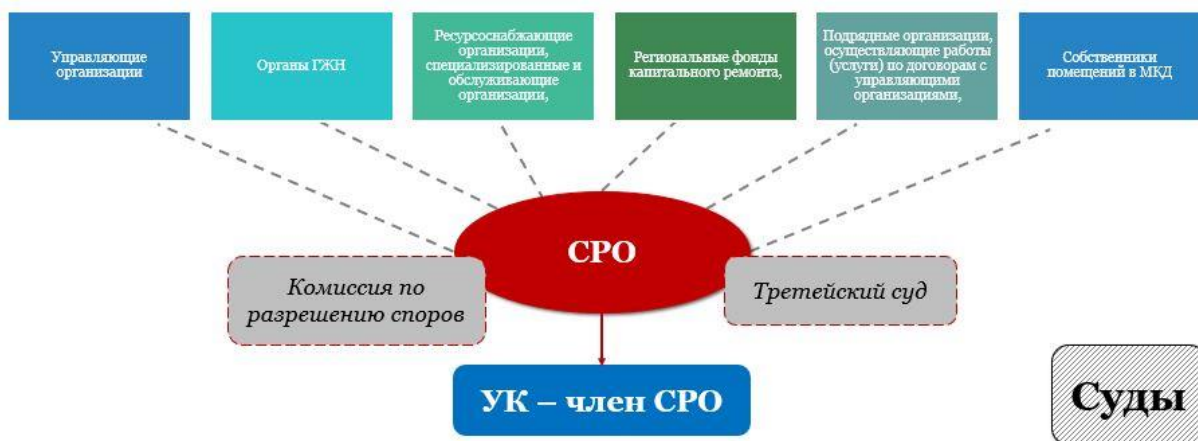 Управляющие
организации
Органы ГЖН
Ресурсоснабжающие
организации,
специализированные и
обслуживающие
организации,
Региональные фонды
капитального ремонта,
Подрядные организации,
осуществляющие работы
(услуги) по договорам с
управляющими
организациями,
Собственники
помещений в МКД
СРО
Комиссия по
разрешению споров
Третейский суд
УК – член СРО
Суды